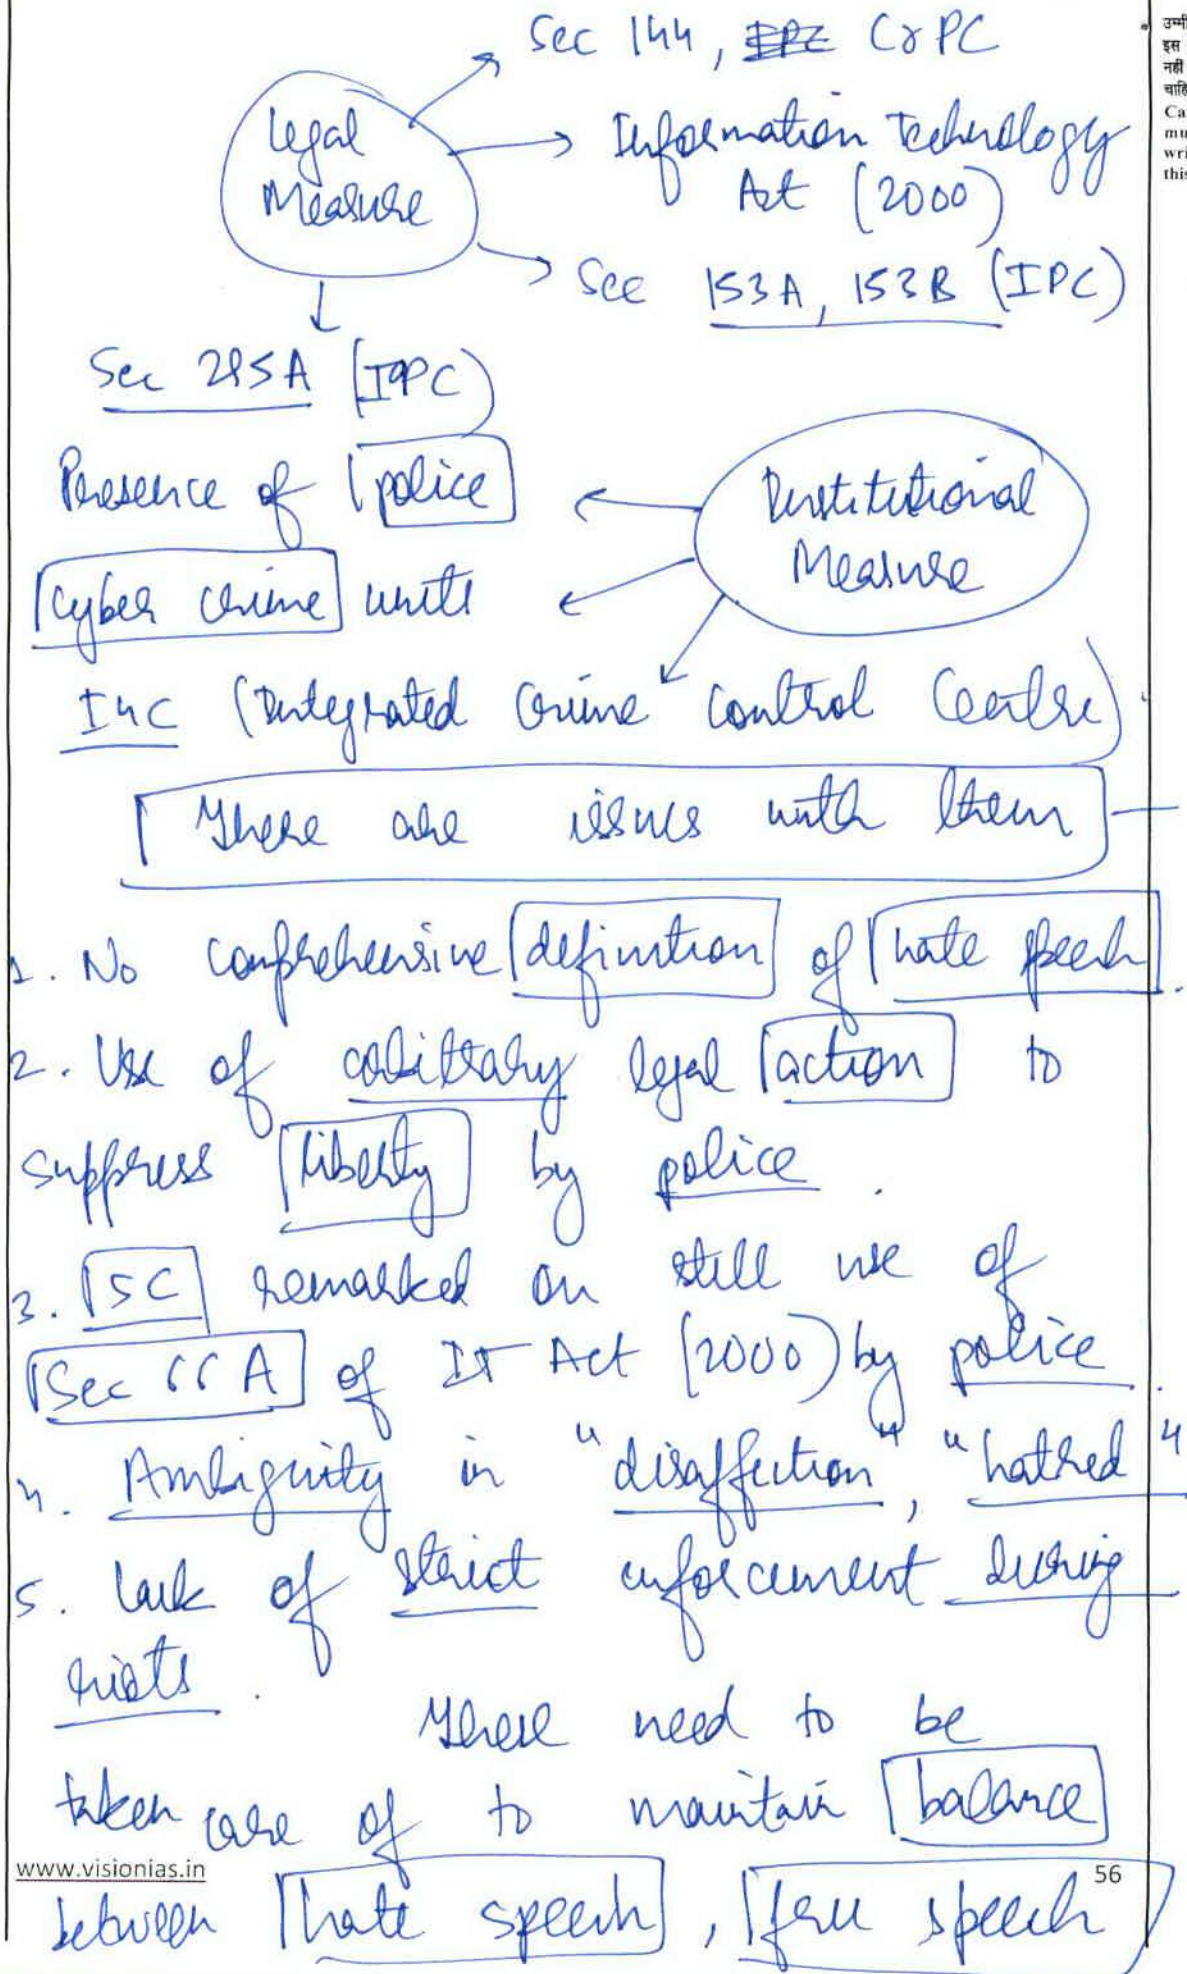 Sec 144, IPC CrPC
Legal
Measure
Information Technology
Act (2000)
Sec 153A, 153B (IPC)
Sec 295A (IPC)
Presence of police
Institutional
Measure
cyber crime units
I4C (Integrated Crime Control Centre)
There are issues with them
1. No comprehensive definition of hate speech.
2. Use of arbitrary legal action to
suppress liberty by police.
3. SC remarked on still use of
Sec 66A of IT Act (2000) by police.
4. Ambiguity in "disaffection", "hatred"
5. Lack of strict enforcement during
riots.
These need to be
taken care of to maintain balance
between hate speech, free speech
www.visionias.in
56
इस
नहीं